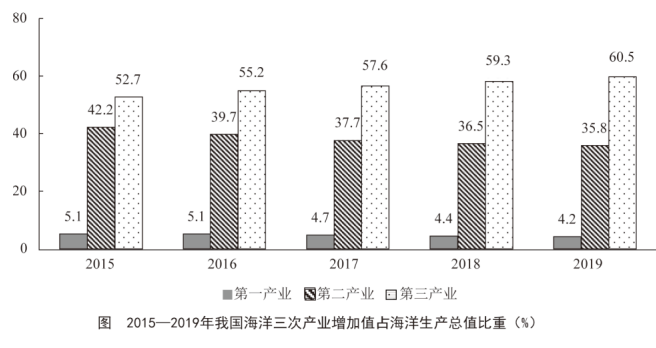 80
60
40
20
0
5.1 42.2 52.7
5.1 39.7 55.2
4.7 37.7 57.6
4.4 36.5 59.3
4.2 35.8 60.5
2015 2016 2017 2018 2019
第一产业 第二产业 第三产业
图 2015—2019年我国海洋三次产业增加值占海洋生产总值比重（%）